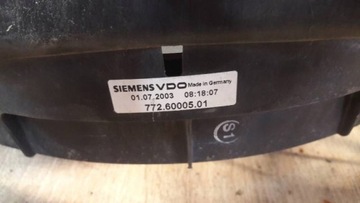 SIEMENS VDO Made in Germany
01.07.2003 08:18:07
772.60005.01
S1